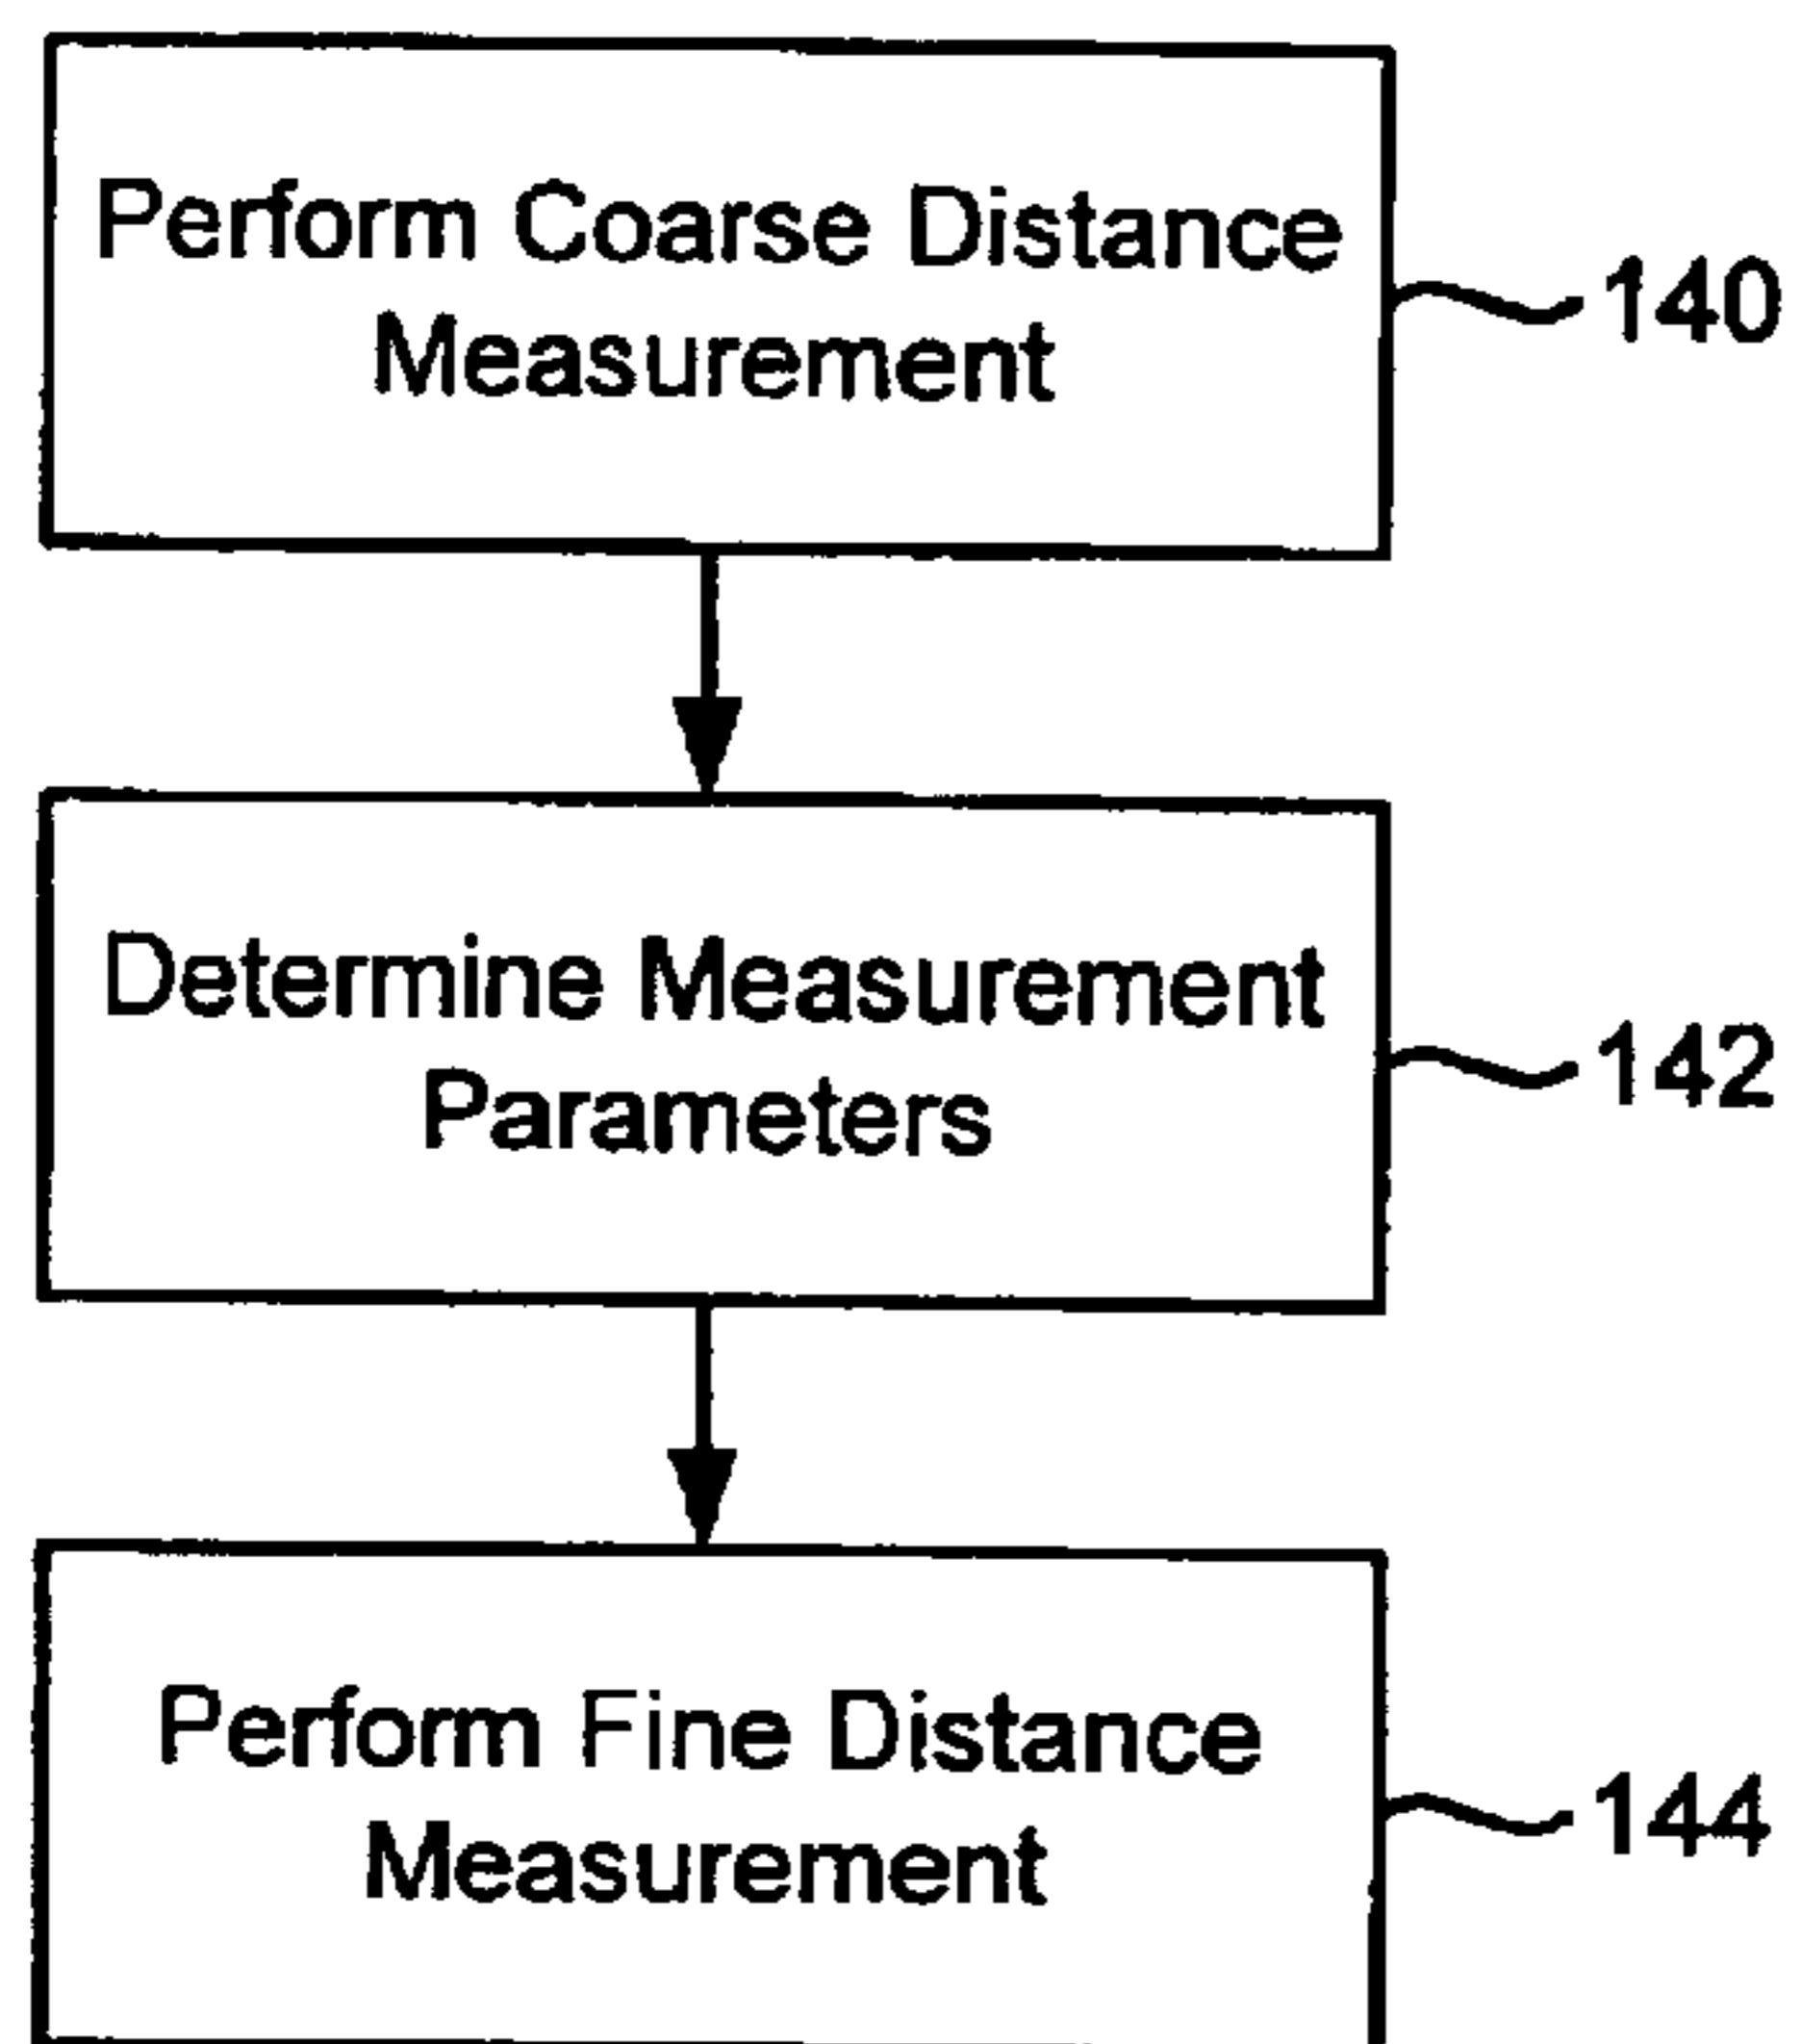 Perform Coarse Distance
Measurement
140
Determine Measurement
Parameters
142
Perform Fine Distance
Measurement
144